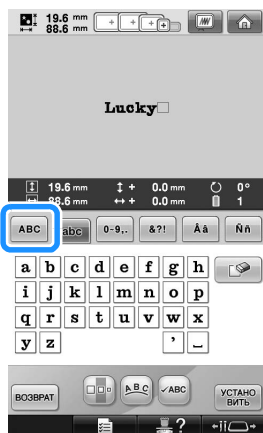 19.6 mm
88.6 mm
Lucky
19.6 mm + 0.0 mm 0°
88.6 mm + 0.0 mm 1
ABC abc 0-9,. &?! Ââ Ññ
a b c d e f g h
i j k l m n o p
q r s t u v w x
y z ’ _
ВОЗВРАТ ABC ✓ABC УСТАНО
ВИТЬ
?